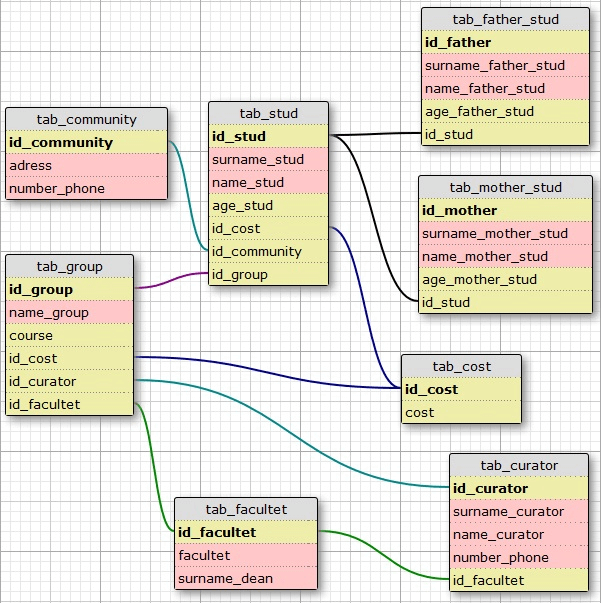 tab_father_stud
id_father
surname_father_stud
name_father_stud
age_father_stud
id_stud
tab_community
id_community
adress
number_phone
tab_stud
id_stud
surname_stud
name_stud
age_stud
id_cost
id_community
id_group
tab_mother_stud
id_mother
surname_mother_stud
name_mother_stud
age_mother_stud
id_stud
tab_group
id_group
name_group
course
id_cost
id_curator
id_facultet
tab_cost
id_cost
cost
tab_curator
id_curator
surname_curator
name_curator
number_phone
id_facultet
tab_facultet
id_facultet
facultet
surname_dean